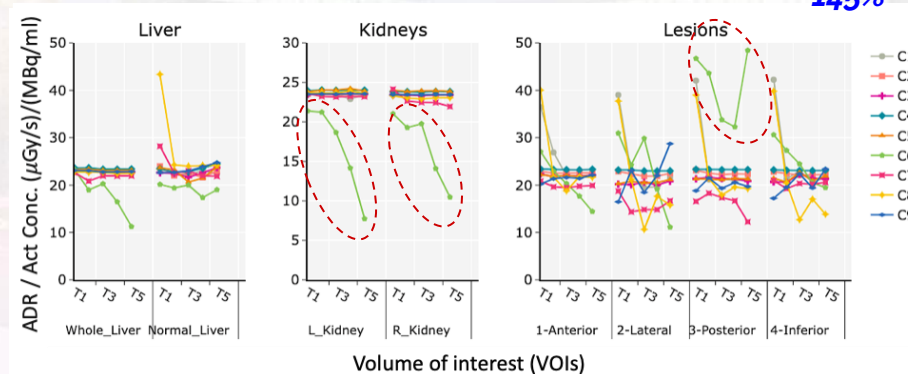 145%
Liver
Kidneys
Lesions
ADR / Act Conc. (µGy/s)/(MBq/ml)
50
40
30
20
10
0
T1 T3 T5 T1 T3 T5
Whole_Liver Normal_Liver
30
25
20
15
10
5
0
T1 T3 T5 T1 T3 T5
L_Kidney R_Kidney
50
40
30
20
10
0
T1 T3 T5 T1 T3 T5 T1 T3 T5 T1 T3 T5
1-Anterior 2-Lateral 3-Posterior 4-Inferior
C4
Volume of interest (VOIs)